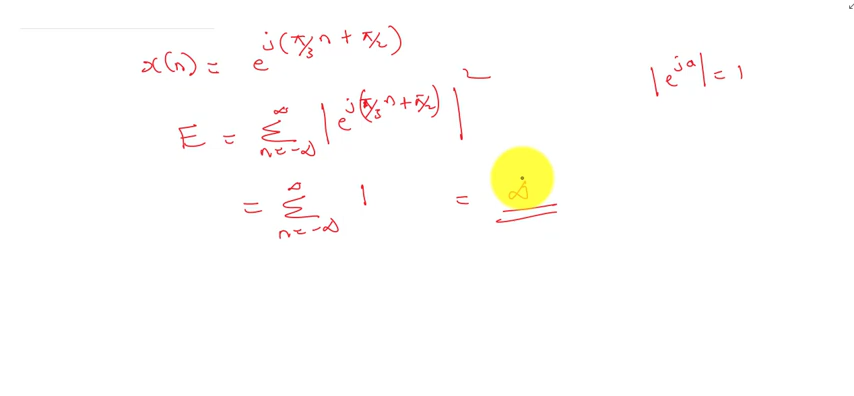 x(n) = e^{j(π/3 n + π/2)}
|e^{ja}| = 1
E = Σ_{n=-∞}^{∞} |e^{j(π/3 n + π/2)}|^2
= Σ_{n=-∞}^{∞} 1 = ∞